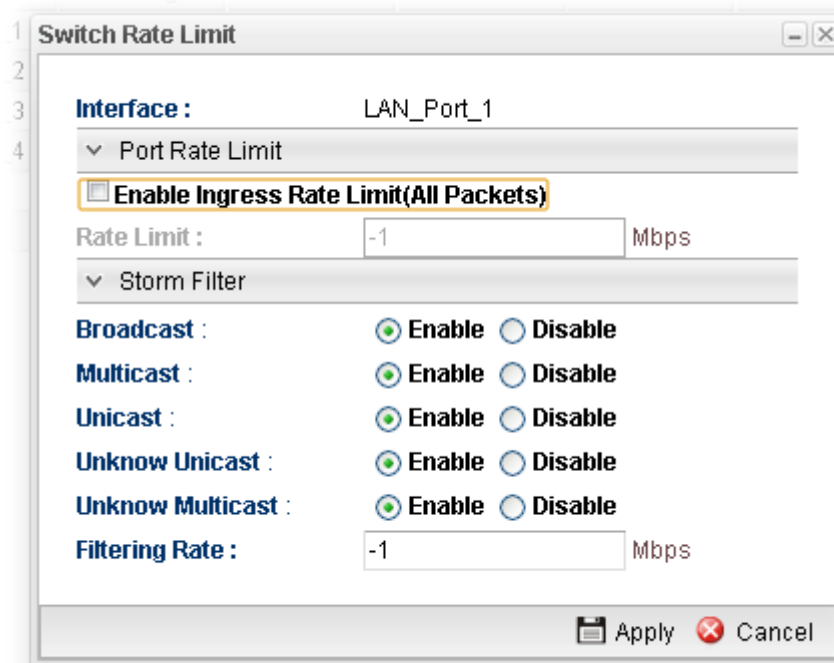 1
2
3
4
Switch Rate Limit
Interface : LAN_Port_1
Port Rate Limit
Enable Ingress Rate Limit(All Packets)
Rate Limit : -1 Mbps
Storm Filter
Broadcast : Enable Disable
Multicast : Enable Disable
Unicast : Enable Disable
Unknow Unicast : Enable Disable
Unknow Multicast : Enable Disable
Filtering Rate : -1 Mbps
Apply Cancel